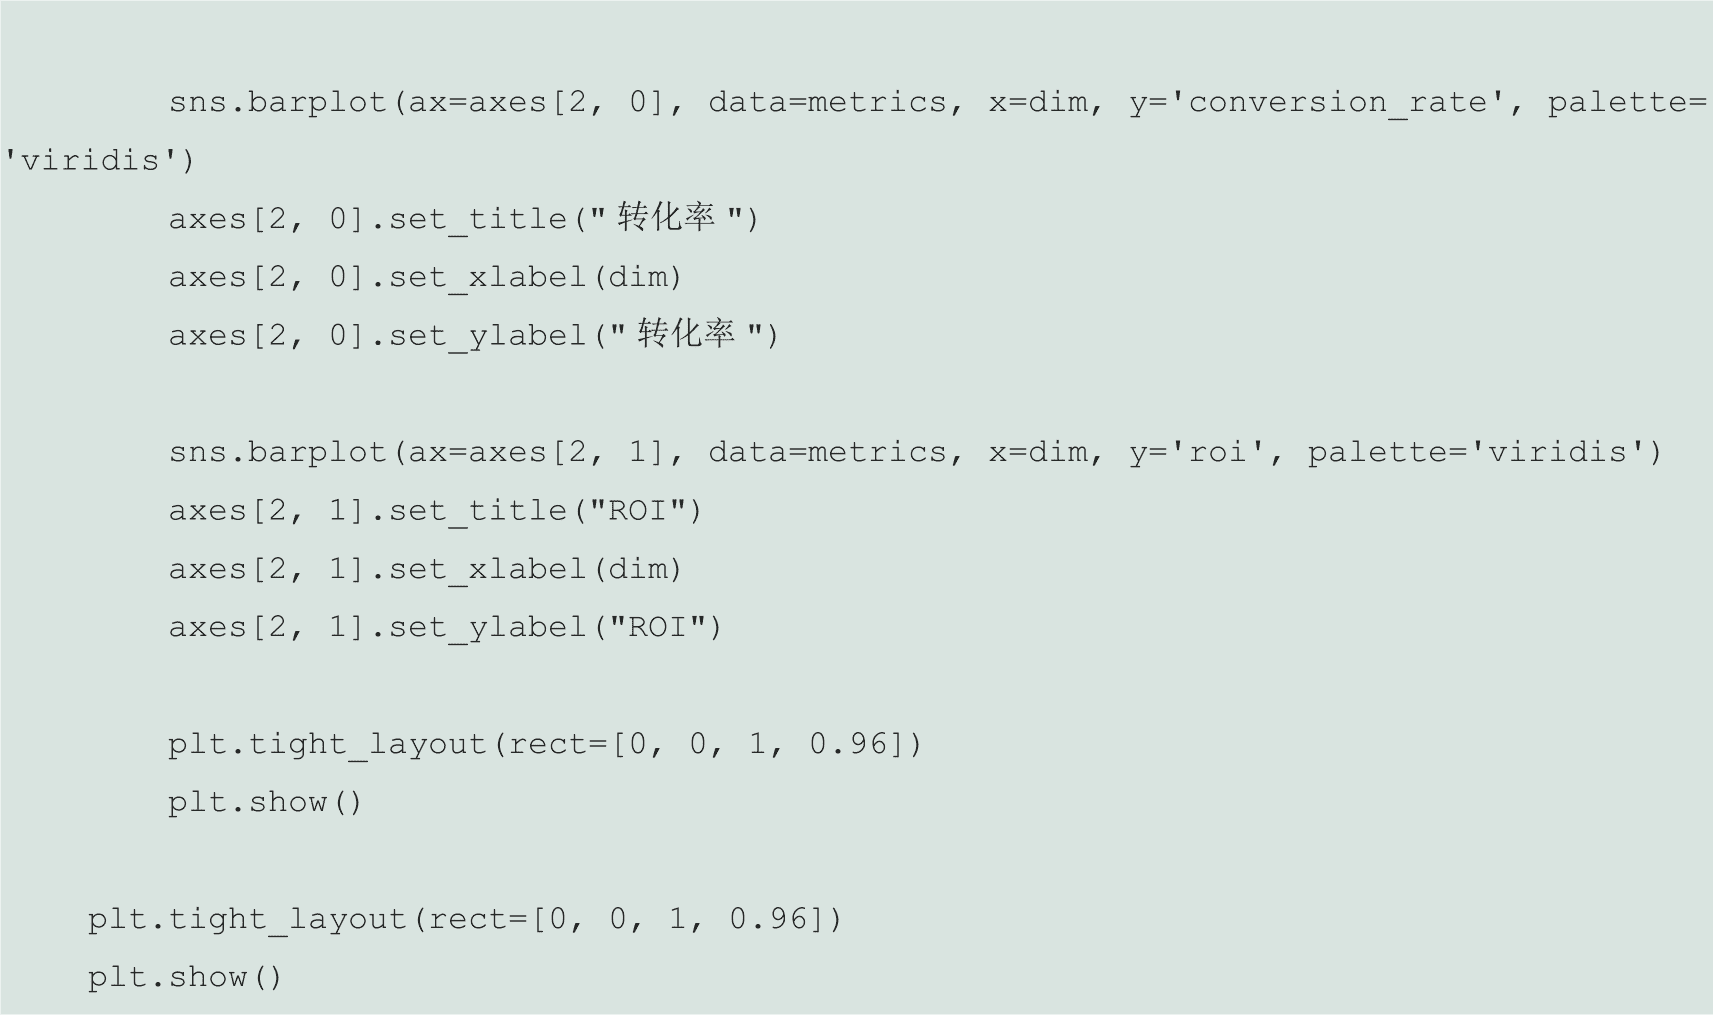 sns.barplot(ax=axes[2, 0], data=metrics, x=dim, y='conversion_rate', palette=
'viridis')
axes[2, 0].set_title(" 转化率 ")
axes[2, 0].set_xlabel(dim)
axes[2, 0].set_ylabel(" 转化率 ")
sns.barplot(ax=axes[2, 1], data=metrics, x=dim, y='roi', palette='viridis')
axes[2, 1].set_title("ROI")
axes[2, 1].set_xlabel(dim)
axes[2, 1].set_ylabel("ROI")
plt.tight_layout(rect=[0, 0, 1, 0.96])
plt.show()
plt.tight_layout(rect=[0, 0, 1, 0.96])
plt.show()